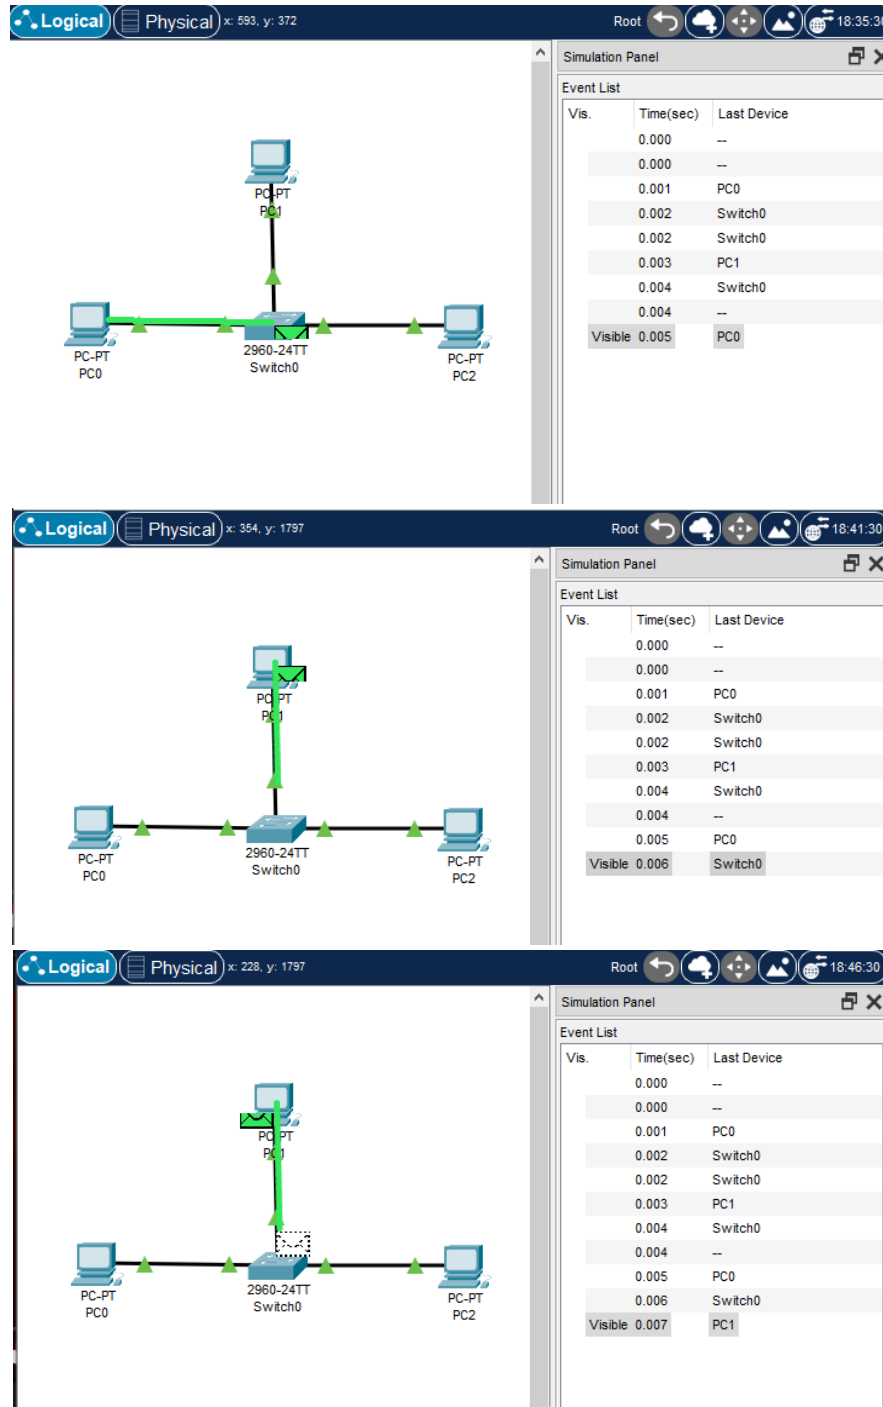 Logical Physical x: 593, y: 372 Root 18:35:30
Simulation Panel
Event List
Vis. Time(sec) Last Device
0.000 --
0.000 --
0.001 PC0
0.002 Switch0
0.002 Switch0
0.003 PC1
0.004 Switch0
0.004 --
Visible 0.005 PC0
PC-PT
PC1
PC-PT
PC0
2960-24TT
Switch0
PC-PT
PC2
Logical Physical x: 354, y: 1797 Root 18:41:30
Simulation Panel
Event List
Vis. Time(sec) Last Device
0.000 --
0.000 --
0.001 PC0
0.002 Switch0
0.002 Switch0
0.003 PC1
0.004 Switch0
0.004 --
0.005 PC0
Visible 0.006 Switch0
PC-PT
PC1
PC-PT
PC0
2960-24TT
Switch0
PC-PT
PC2
Logical Physical x: 228, y: 1797 Root 18:46:30
Simulation Panel
Event List
Vis. Time(sec) Last Device
0.000 --
0.000 --
0.001 PC0
0.002 Switch0
0.002 Switch0
0.003 PC1
0.004 Switch0
0.004 --
0.005 PC0
0.006 Switch0
Visible 0.007 PC1
PC-PT
PC1
PC-PT
PC0
2960-24TT
Switch0
PC-PT
PC2